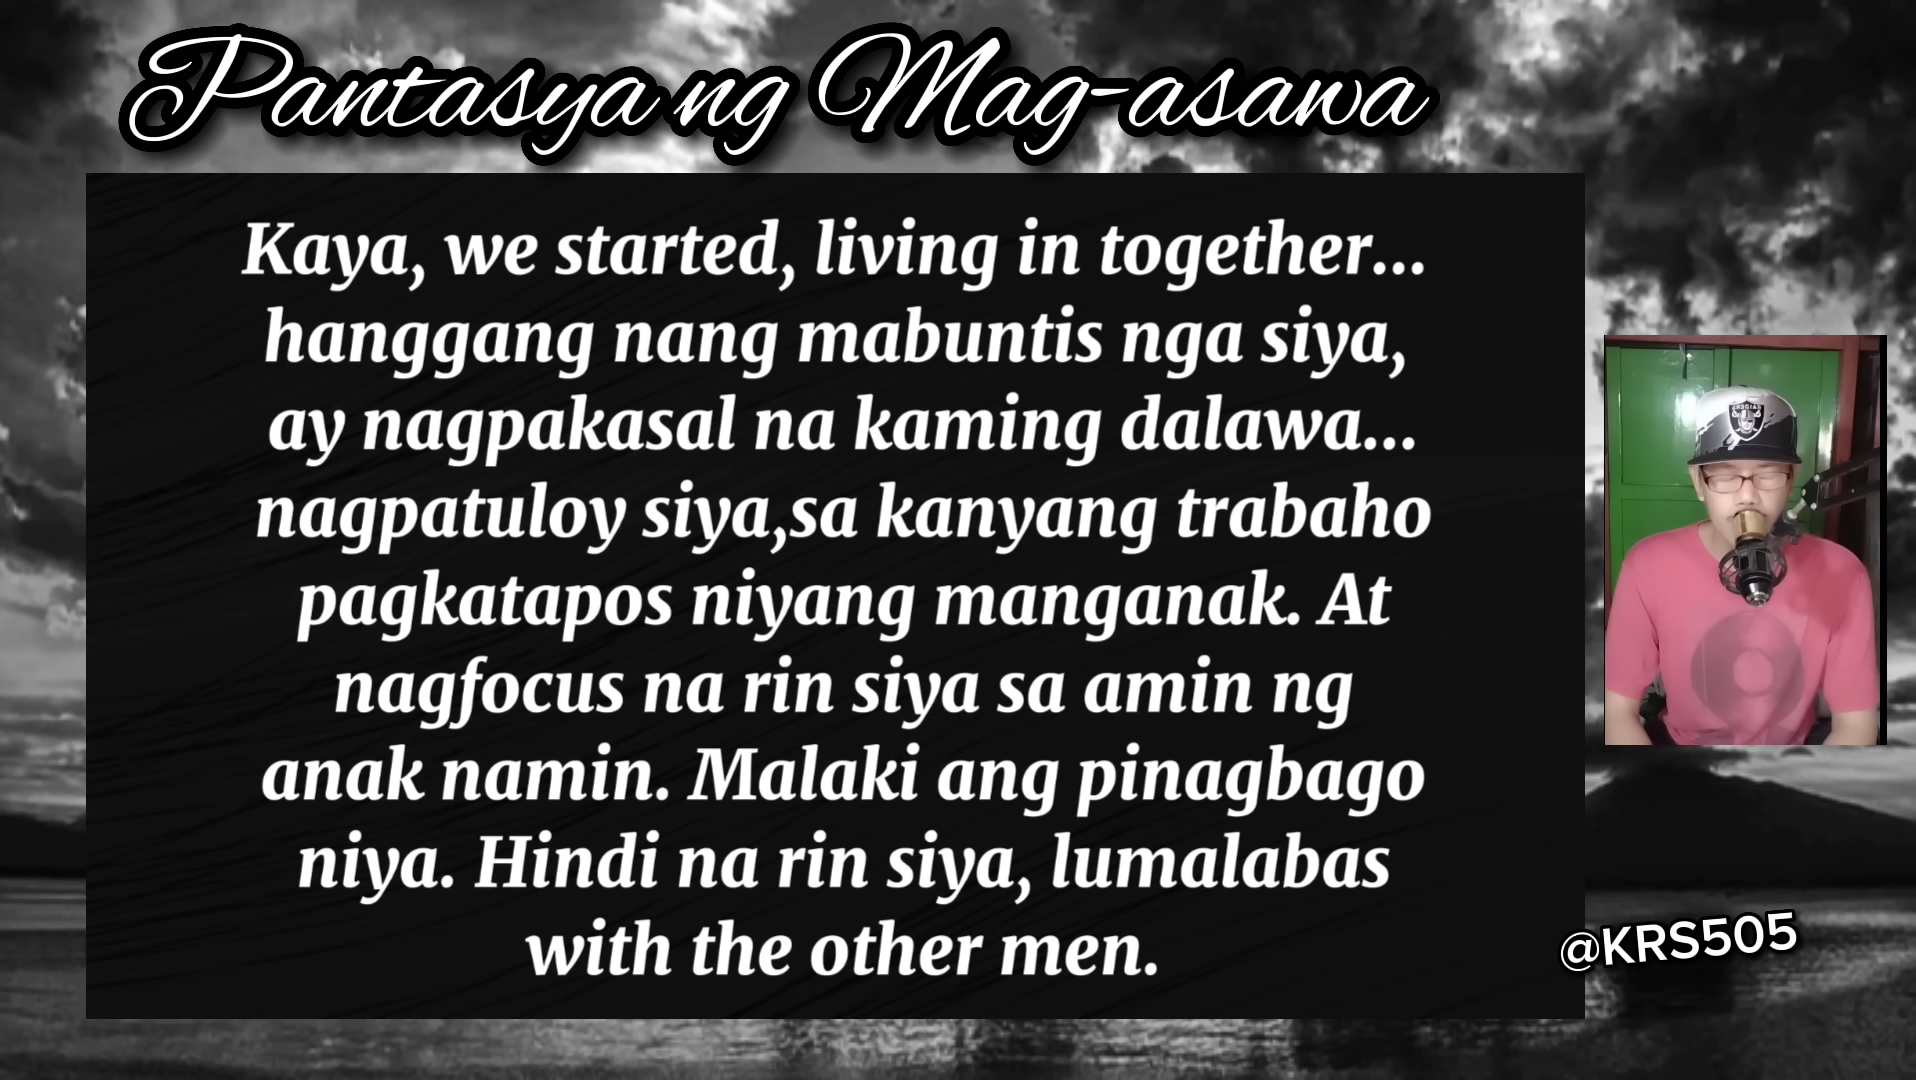 Pantasya ng Mag-asawa
Kaya, we started, living in together...
hanggang nang mabuntis nga siya,
ay nagpakasal na kaming dalawa...
nagpatuloy siya,sa kanyang trabaho
pagkatapos niyang manganak. At
nagfocus na rin siya sa amin ng
anak namin. Malaki ang pinagbago
niya. Hindi na rin siya, lumalabas
with the other men.
@KRS505